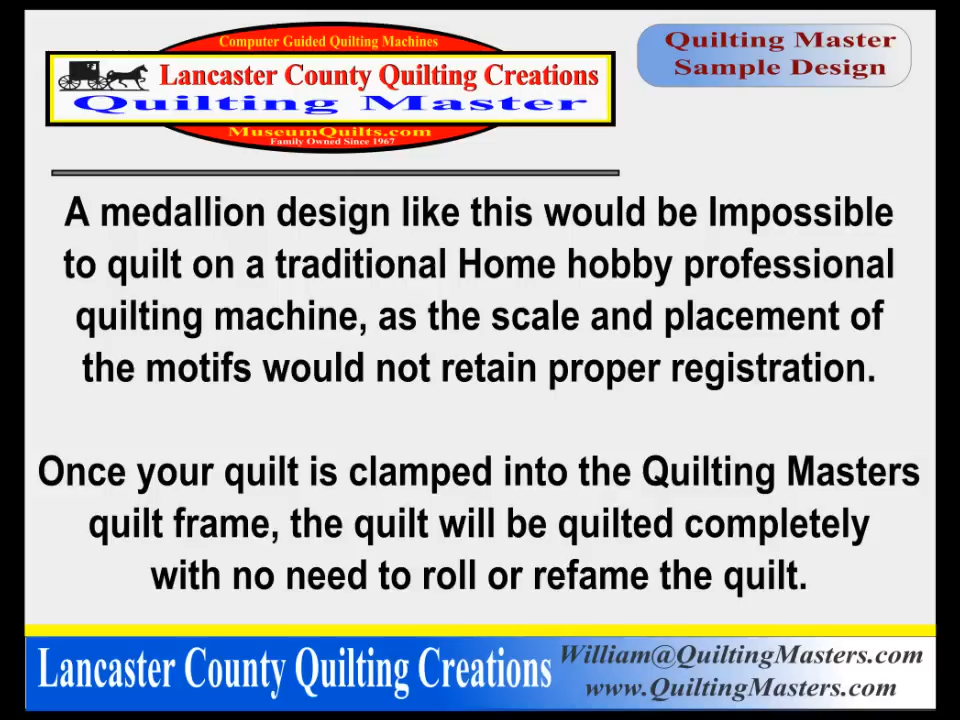 Computer Guided Quilting Machines
Lancaster County Quilting Creations
Quilting Master
MuseumQuilts.com
Family Owned Since 1967
Quilting Master
Sample Design
A medallion design like this would be Impossible
to quilt on a traditional Home hobby professional
quilting machine, as the scale and placement of
the motifs would not retain proper registration.
Once your quilt is clamped into the Quilting Masters
quilt frame, the quilt will be quilted completely
with no need to roll or refame the quilt.
Lancaster County Quilting Creations
William@QuiltingMasters.com
www.QuiltingMasters.com